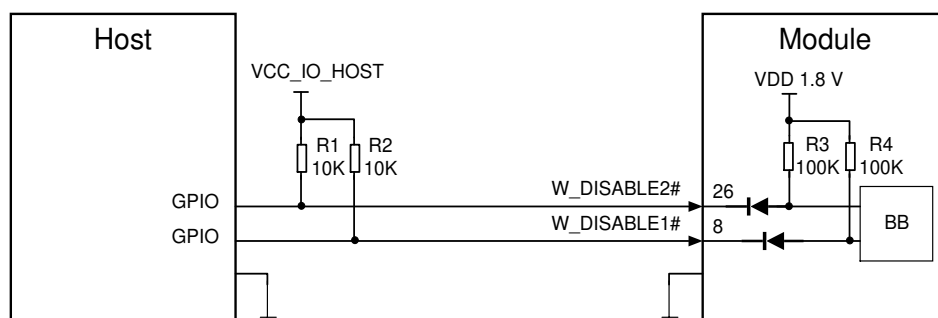 Host
Module
VCC_IO_HOST
VDD 1.8 V
R1
10K
R2
10K
R3
100K
R4
100K
GPIO
W_DISABLE2#
26
GPIO
W_DISABLE1#
8
BB